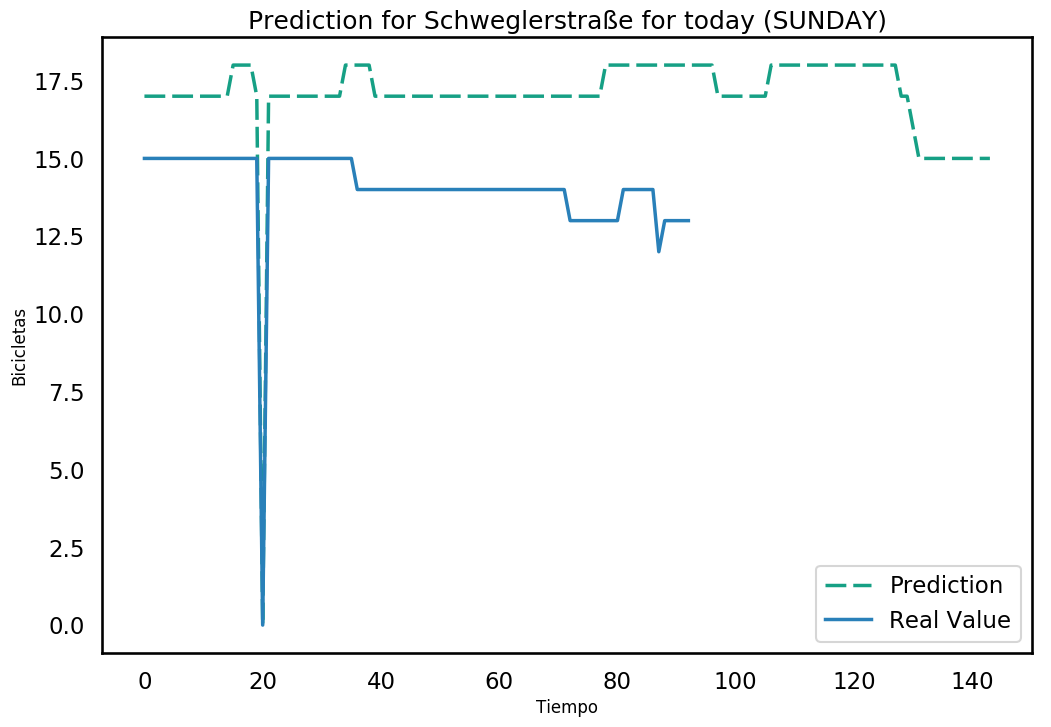 Prediction for Schweglerstraße for today (SUNDAY)
17.5
15.0
12.5
10.0
7.5
5.0
2.5
0.0
Bicicletas
Prediction
Real Value
0 20 40 60 80 100 120 140
Tiempo